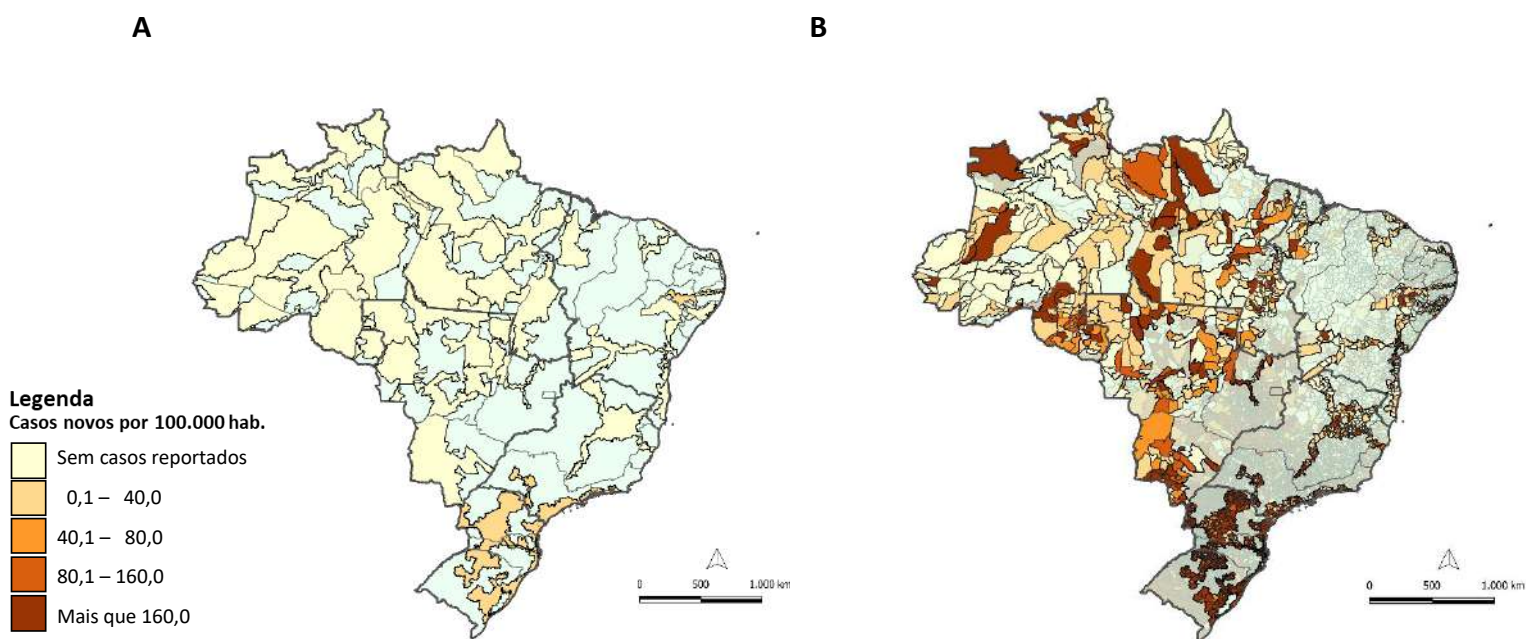 A
B
Legenda
Casos novos por 100.000 hab.
Sem casos reportados
0,1 – 40,0
40,1 – 80,0
80,1 – 160,0
Mais que 160,0
0 500 1.000 km
0 500 1.000 km